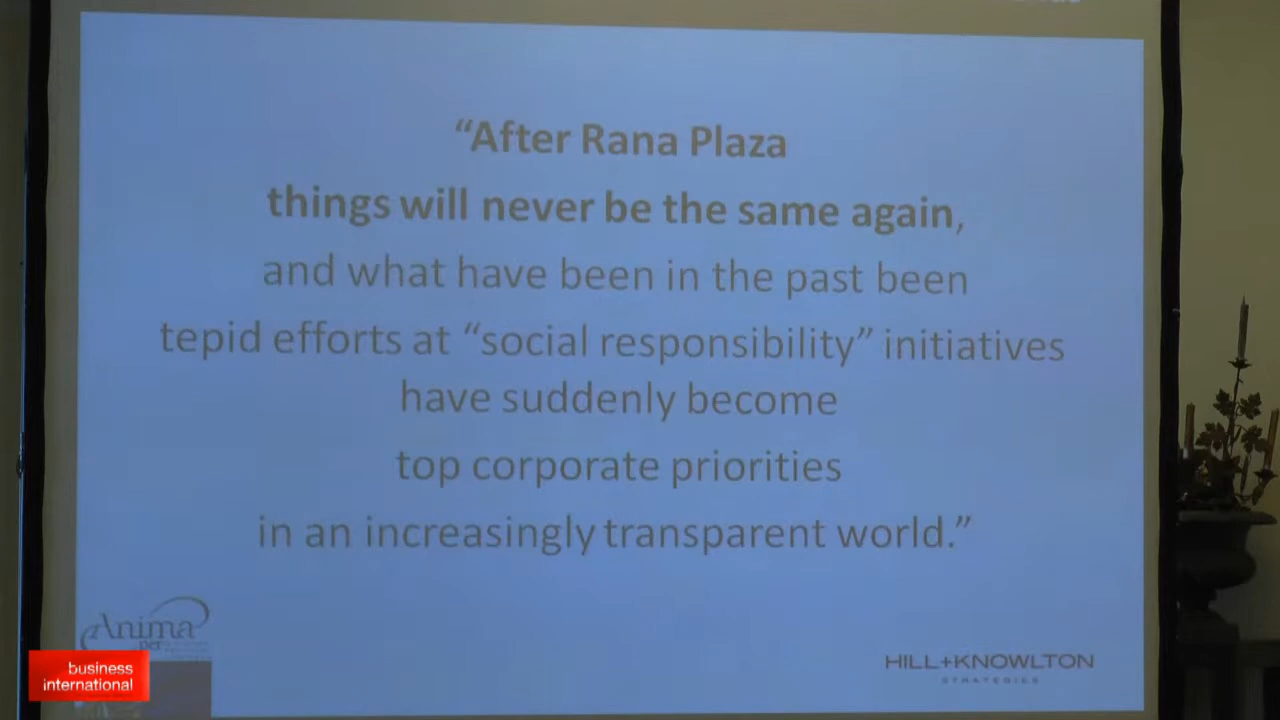 “After Rana Plaza
things will never be the same again,
and what have been in the past been
tepid efforts at “social responsibility” initiatives
have suddenly become
top corporate priorities
in an increasingly transparent world.”
Anima
per
business
international
HILL+KNOWLTON
STRATEGIES